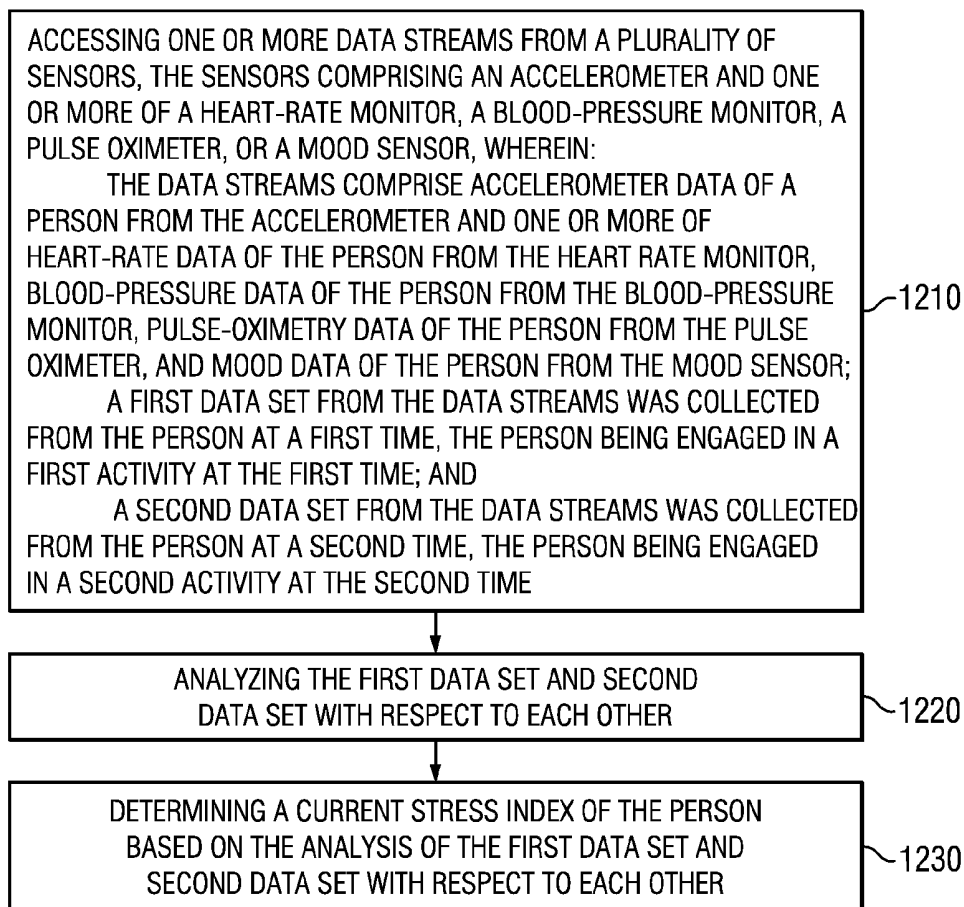 ACCESSING ONE OR MORE DATA STREAMS FROM A PLURALITY OF
SENSORS, THE SENSORS COMPRISING AN ACCELEROMETER AND ONE
OR MORE OF A HEART-RATE MONITOR, A BLOOD-PRESSURE MONITOR, A
PULSE OXIMETER, OR A MOOD SENSOR, WHEREIN:
THE DATA STREAMS COMPRISE ACCELEROMETER DATA OF A
PERSON FROM THE ACCELEROMETER AND ONE OR MORE OF
HEART-RATE DATA OF THE PERSON FROM THE HEART RATE MONITOR,
BLOOD-PRESSURE DATA OF THE PERSON FROM THE BLOOD-PRESSURE
MONITOR, PULSE-OXIMETRY DATA OF THE PERSON FROM THE PULSE
OXIMETER, AND MOOD DATA OF THE PERSON FROM THE MOOD SENSOR;
A FIRST DATA SET FROM THE DATA STREAMS WAS COLLECTED
FROM THE PERSON AT A FIRST TIME, THE PERSON BEING ENGAGED IN A
FIRST ACTIVITY AT THE FIRST TIME; AND
A SECOND DATA SET FROM THE DATA STREAMS WAS COLLECTED
FROM THE PERSON AT A SECOND TIME, THE PERSON BEING ENGAGED
IN A SECOND ACTIVITY AT THE SECOND TIME
1210
ANALYZING THE FIRST DATA SET AND SECOND
DATA SET WITH RESPECT TO EACH OTHER
1220
DETERMINING A CURRENT STRESS INDEX OF THE PERSON
BASED ON THE ANALYSIS OF THE FIRST DATA SET AND
SECOND DATA SET WITH RESPECT TO EACH OTHER
1230